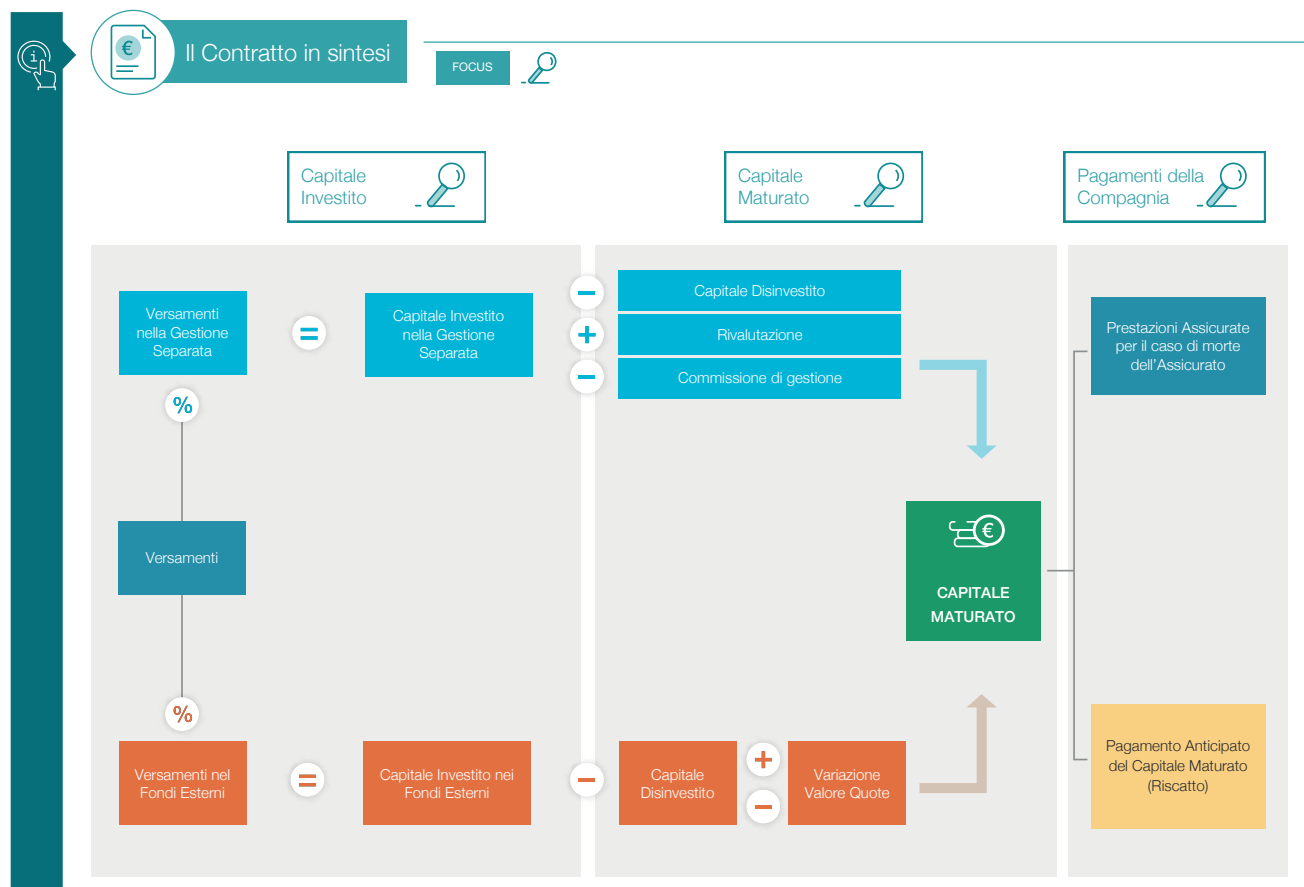 Il Contratto in sintesi
FOCUS
Capitale
Investito
Capitale
Maturato
Pagamenti della
Compagnia
Versamenti
nella Gestione
Separata
=
Capitale Investito
nella Gestione
Separata
−
Capitale Disinvestito
+
Rivalutazione
−
Commissione di gestione
Prestazioni Assicurate
per il caso di morte
dell'Assicurato
%
Versamenti
€
CAPITALE
MATURATO
%
Versamenti nel
Fondi Esterni
=
Capitale Investito nei
Fondi Esterni
−
Capitale
Disinvestito
+
−
Variazione
Valore Quote
Pagamento Anticipato
del Capitale Maturato
(Riscatto)